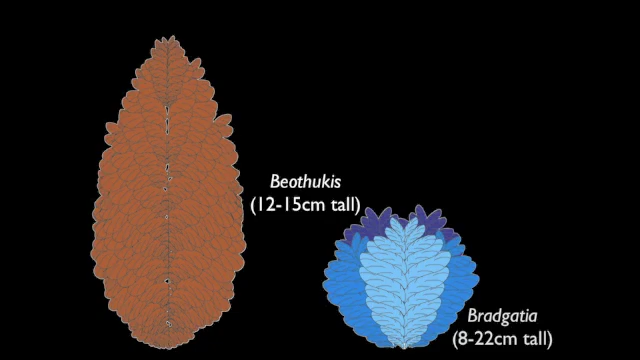 Beothukis
(12-15cm tall)
Bradgatia
(8-22cm tall)